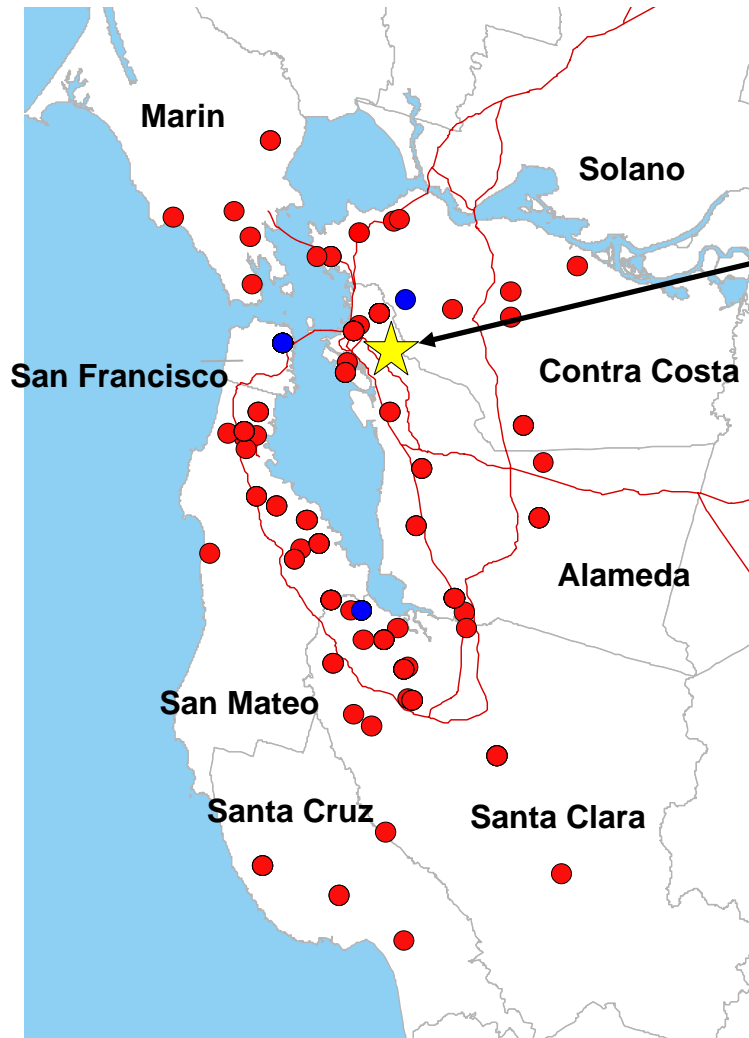 Marin
Solano
San Francisco
Contra Costa
Alameda
San Mateo
Santa Cruz
Santa Clara